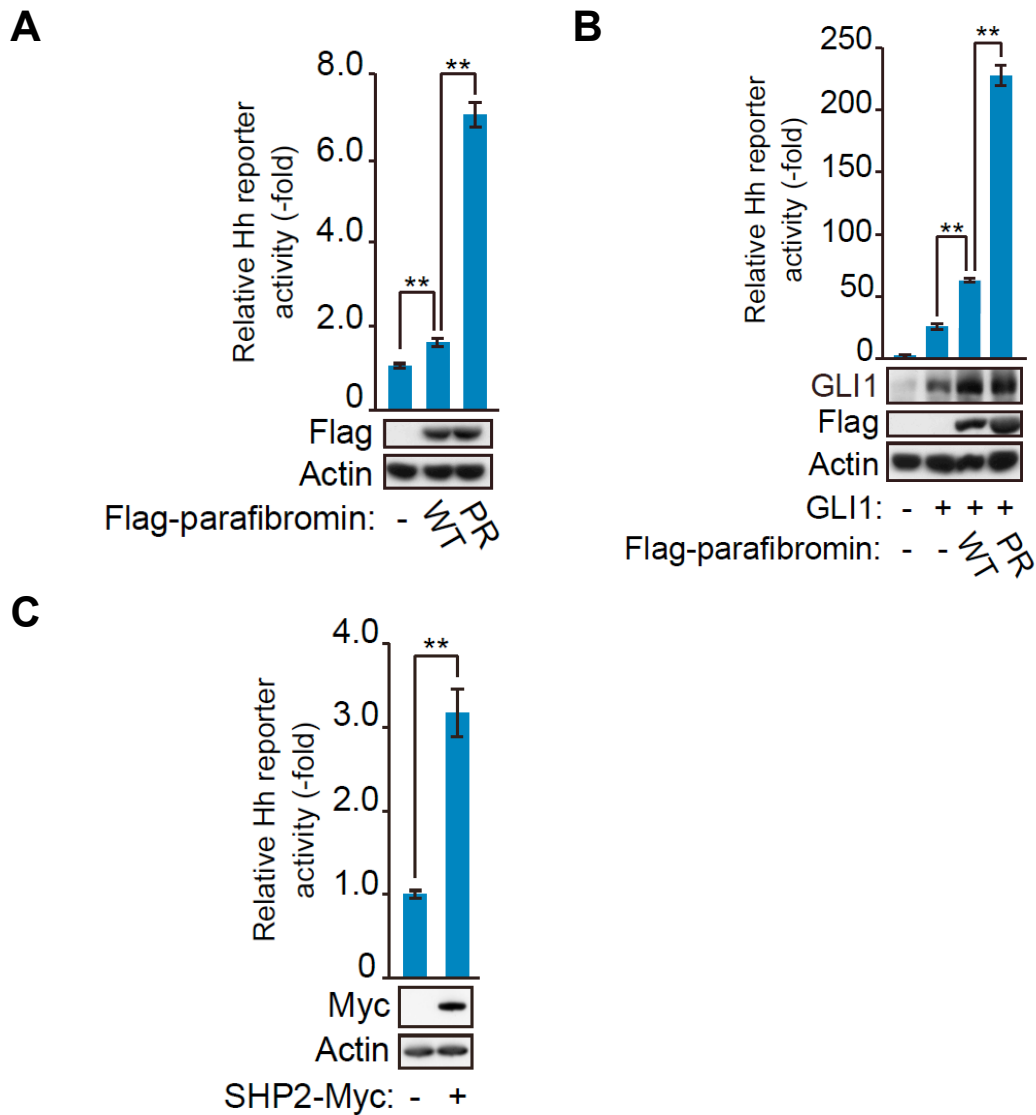 A
Relative Hh reporter
activity (-fold)
8.0
6.0
4.0
2.0
0
**
**
Flag
Actin
Flag-parafibromin: - WT PR
B
Relative Hh reporter
activity (-fold)
250
200
150
100
50
0
**
**
GLI1
Flag
Actin
GLI1: - + + +
Flag-parafibromin: - - WT PR
C
Relative Hh reporter
activity (-fold)
4.0
3.0
2.0
1.0
0
**
Myc
Actin
SHP2-Myc: - +